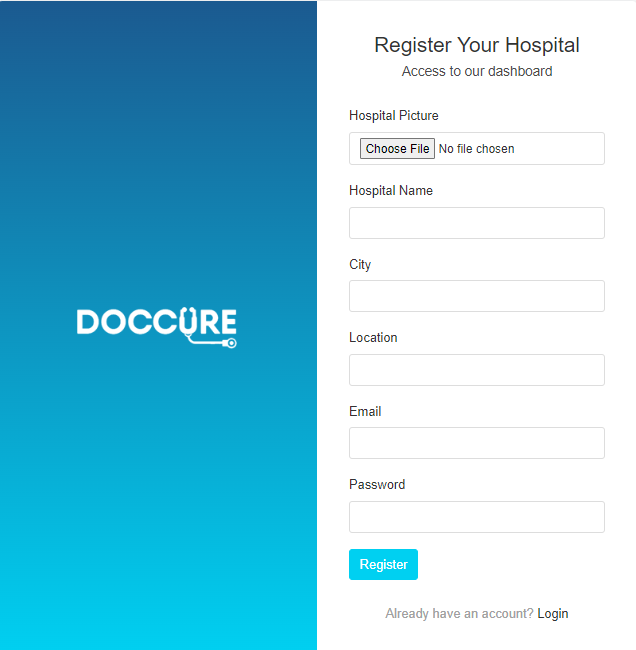 DOCCURE
Register Your Hospital
Access to our dashboard
Hospital Picture
Choose File No file chosen
Hospital Name
City
Location
Email
Password
Register
Already have an account? Login